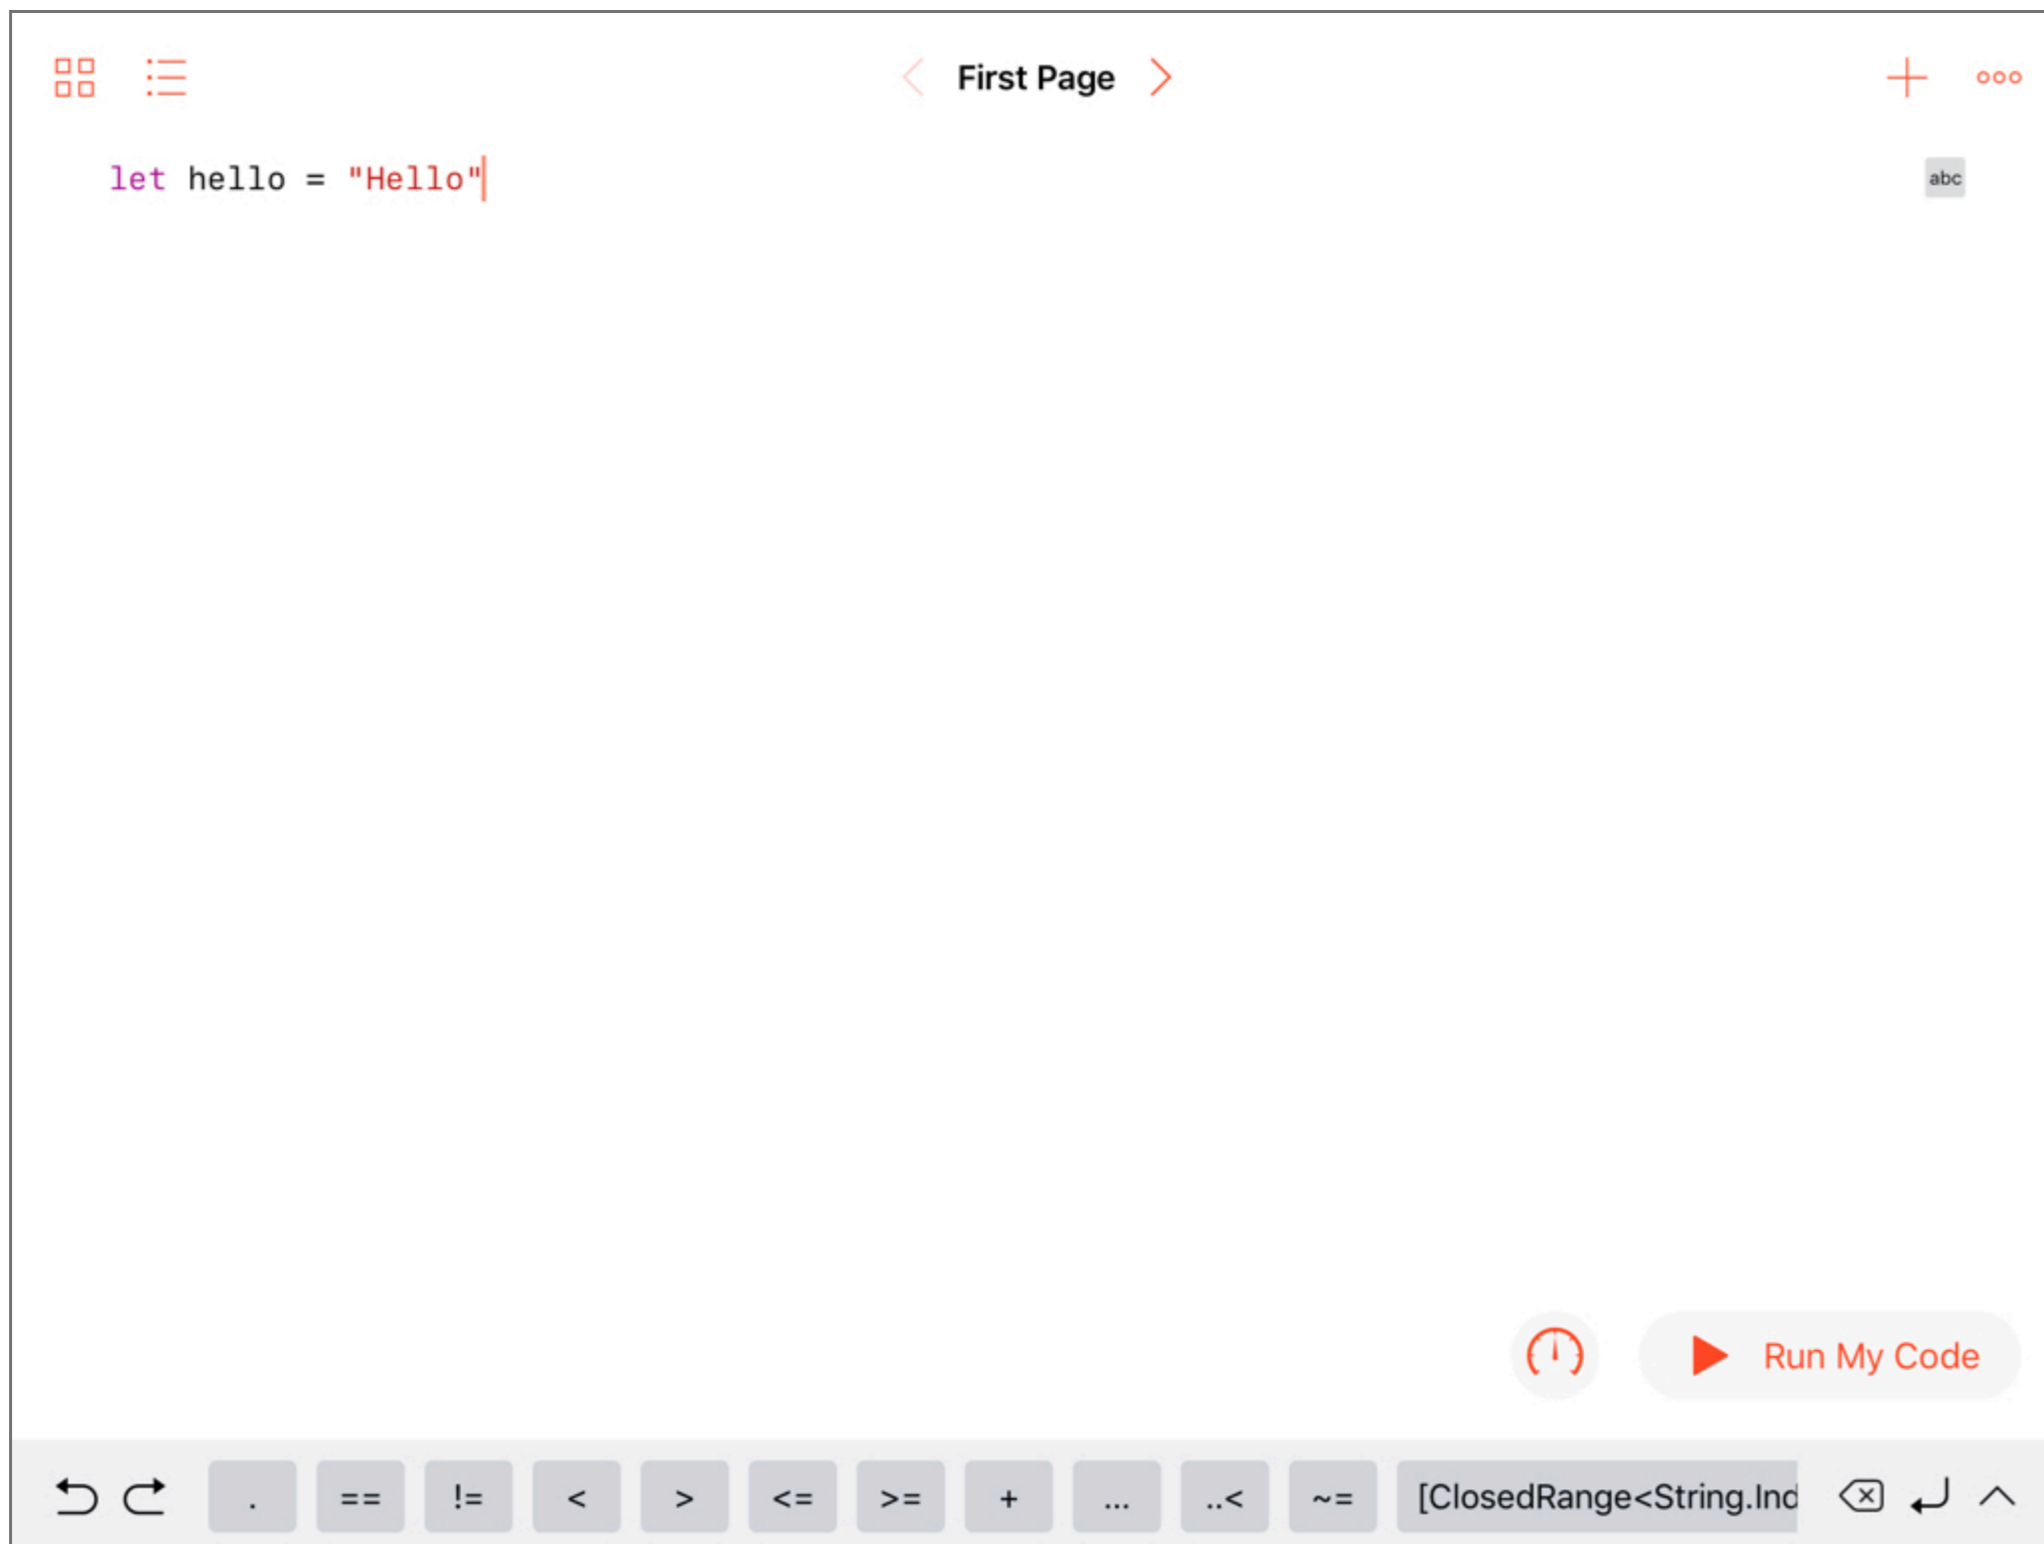 First Page
let hello = "Hello"
abc
Run My Code
. == != < > <= >= + ... ..< ~= [ClosedRange<String.Ind